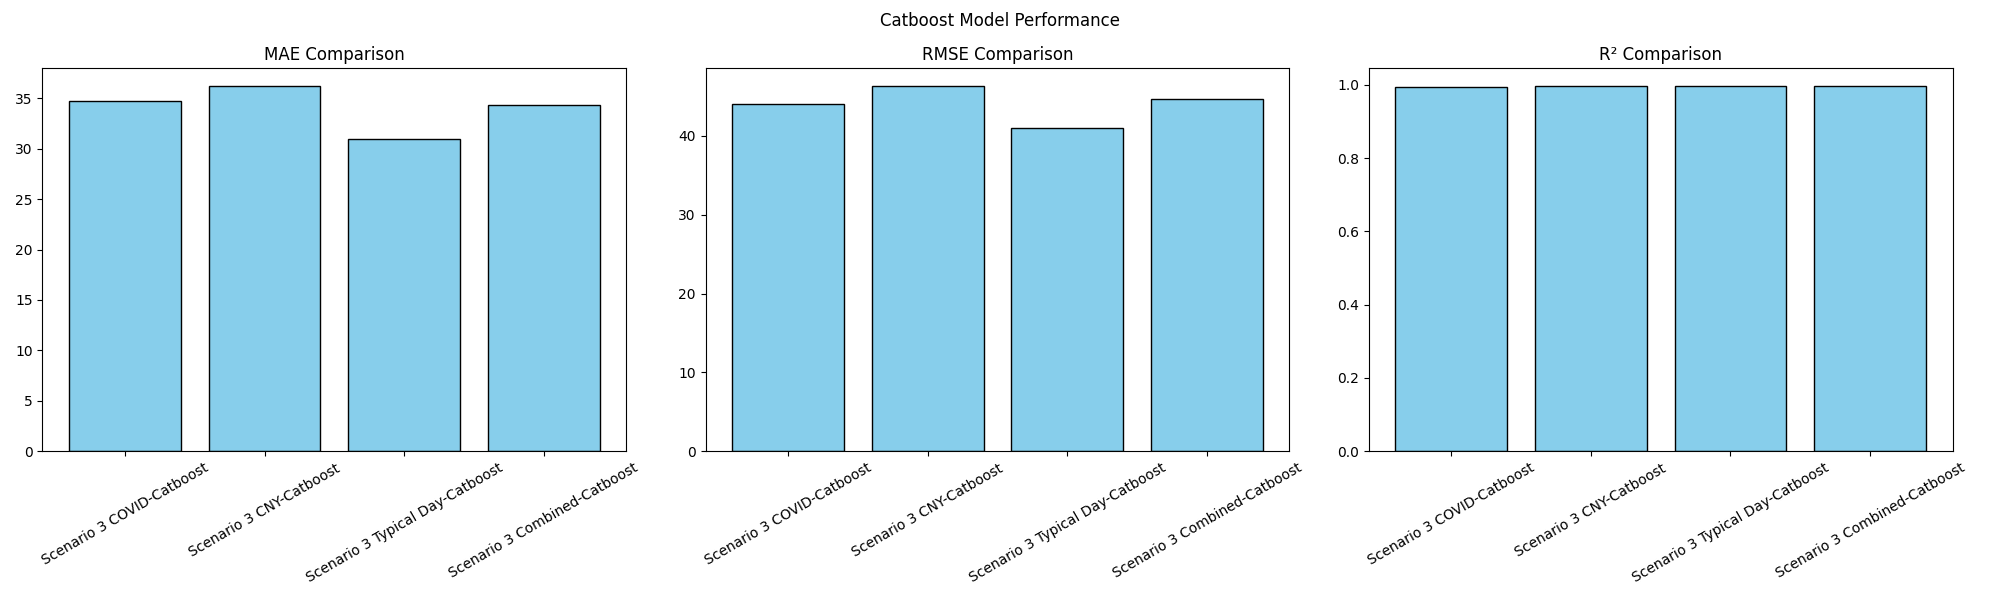 Catboost Model Performance
MAE Comparison
35
30
25
20
15
10
5
0
Scenario 3 COVID-Catboost
Scenario 3 CNY-Catboost
Scenario 3 Typical Day-Catboost
Scenario 3 Combined-Catboost
RMSE Comparison
40
30
20
10
0
Scenario 3 COVID-Catboost
Scenario 3 CNY-Catboost
Scenario 3 Typical Day-Catboost
Scenario 3 Combined-Catboost
R² Comparison
1.0
0.8
0.6
0.4
0.2
0.0
Scenario 3 COVID-Catboost
Scenario 3 CNY-Catboost
Scenario 3 Typical Day-Catboost
Scenario 3 Combined-Catboost